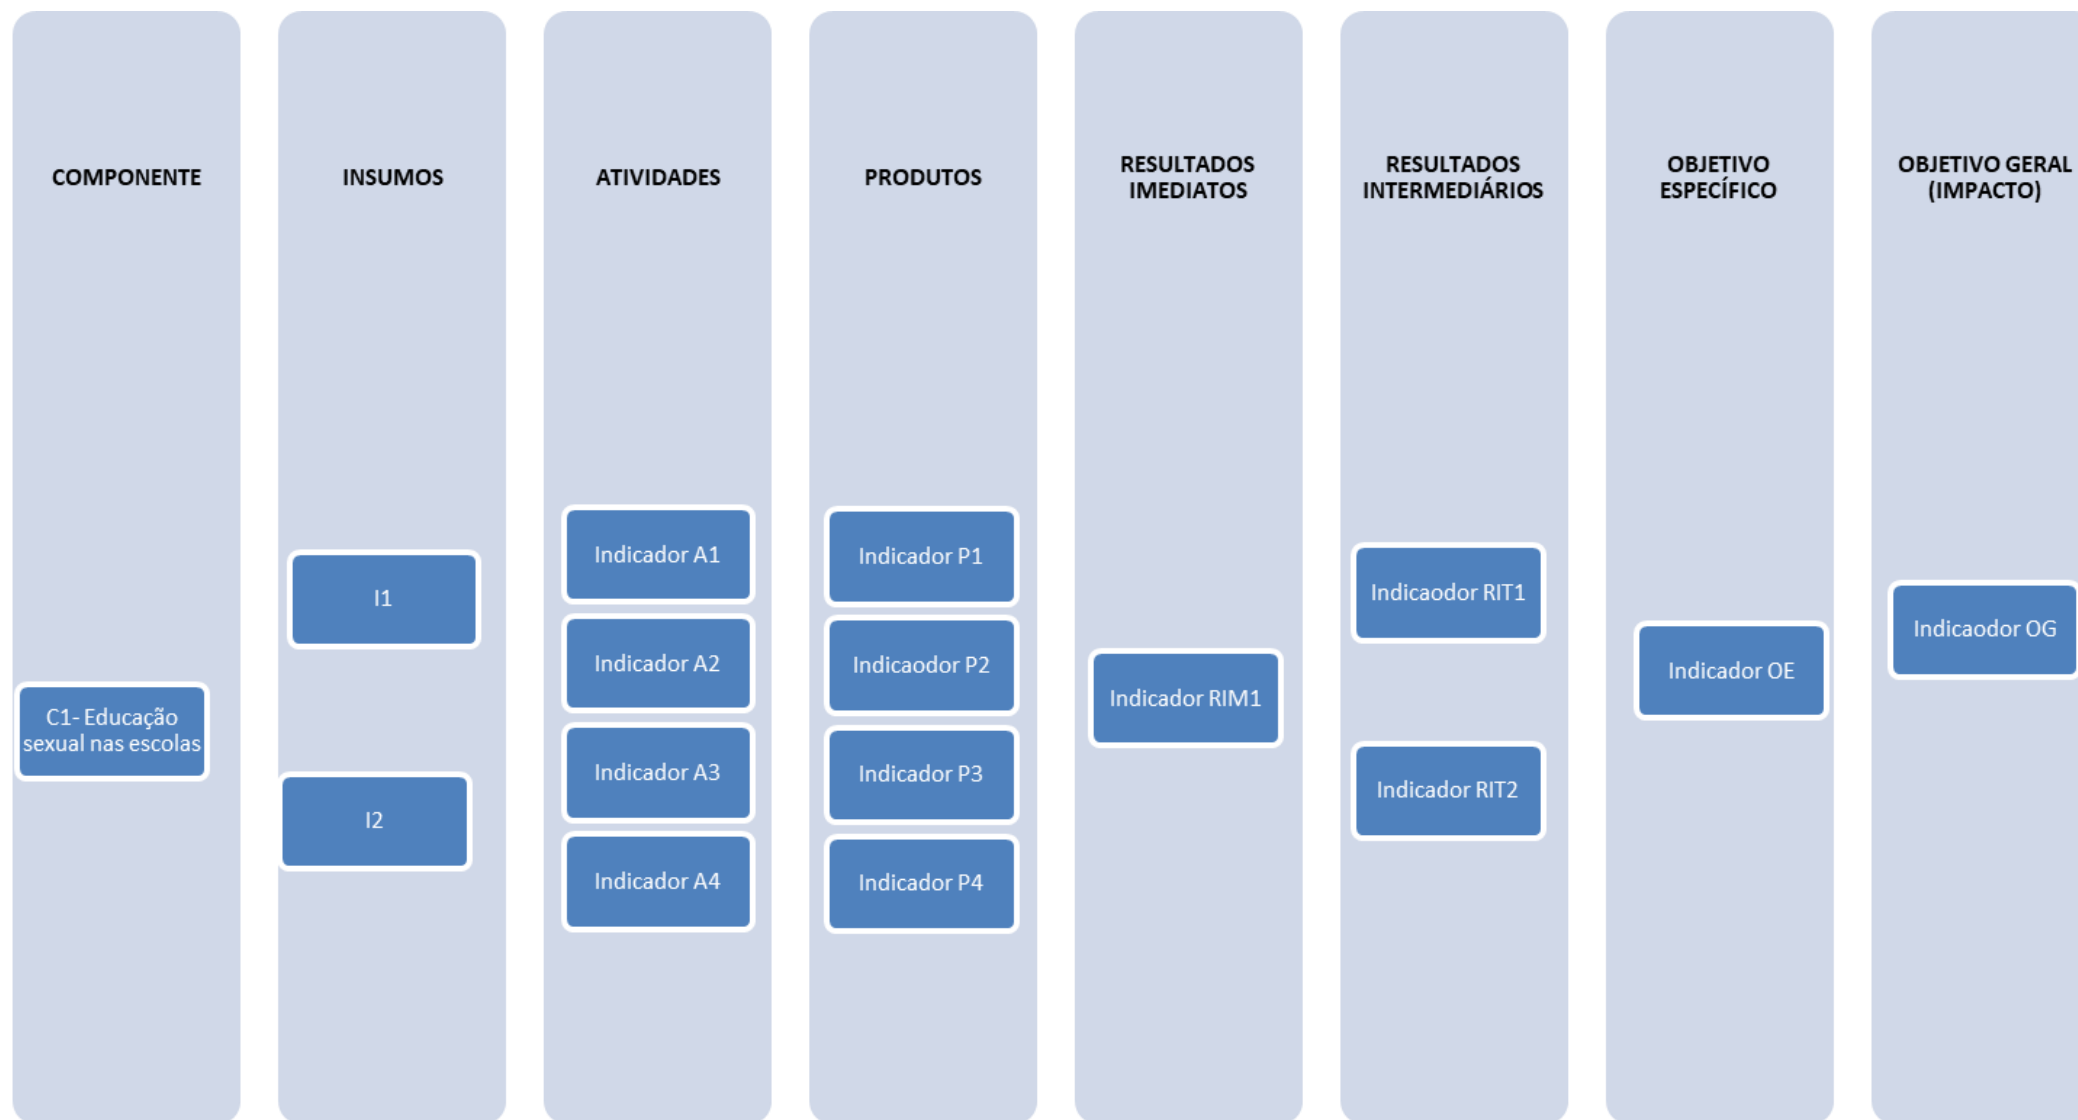 COMPONENTE
INSUMOS
ATIVIDADES
PRODUTOS
RESULTADOS
IMEDIATOS
RESULTADOS
INTERMEDIÁRIOS
OBJETIVO
ESPECÍFICO
OBJETIVO GERAL
(IMPACTO)
C1- Educação
sexual nas escolas
I1
I2
Indicador A1
Indicador A2
Indicador A3
Indicador A4
Indicador P1
Indicaodor P2
Indicador P3
Indicador P4
Indicador RIM1
Indicaodor RIT1
Indicador RIT2
Indicador OE
Indicaodor OG